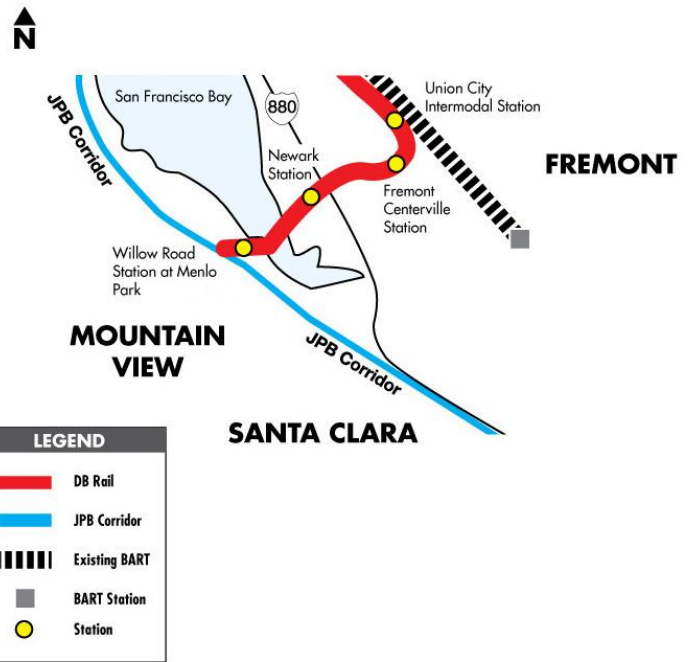 N
San Francisco Bay
880
Union City
Intermodal Station
JPB Corridor
Newark
Station
FREMONT
Fremont
Centerville
Station
Willow Road
Station at Menlo
Park
MOUNTAIN
VIEW
JPB Corridor
SANTA CLARA
LEGEND
DB Rail
JPB Corridor
Existing BART
BART Station
Station